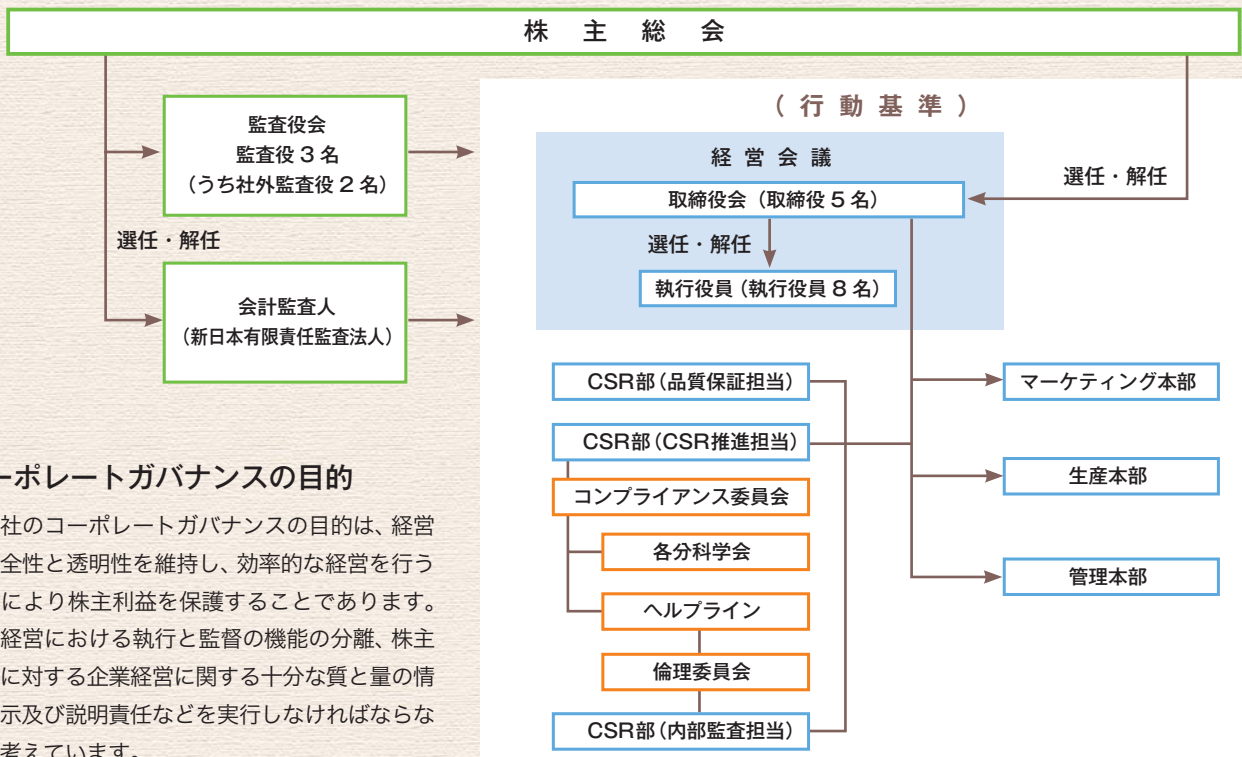 株主総会
(行動基準)
監査役会
監査役3名
(うち社外監査役2名)
経営会議
取締役会(取締役5名)
選任・解任
選任・解任
執行役員(執行役員8名)
選任・解任
会計監査人
(新日本有限責任監査法人)
CSR部(品質保証担当)
マーケティング本部
CSR部(CSR推進担当)
コンプライアンス委員会
生産本部
各分科学会
管理本部
ヘルプライン
倫理委員会
CSR部(内部監査担当)
ーポレートガバナンスの目的
社のコーポレートガバナンスの目的は、経営
全性と透明性を維持し、効率的な経営を行う
により株主利益を保護することであります。
経営における執行と監督の機能の分離、株主
に対する企業経営に関する十分な質と量の情
示及び説明責任などを実行しなければならな
考えています。